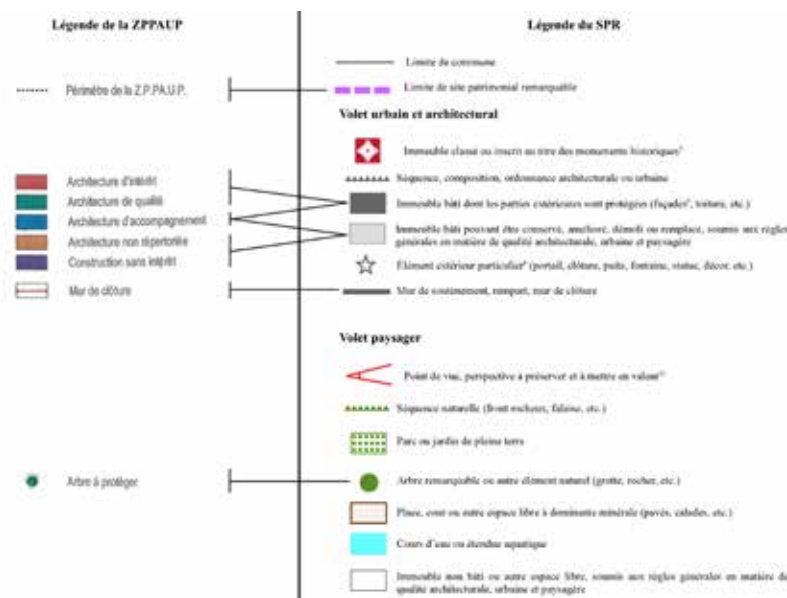 Légende de la ZPPAUP
Périmètre de la Z.P.PA.U.P.
Architecture d'intérêt
Architecture de qualité
Architecture d'accompagnement
Architecture non répertoriée
Construction sans intérêt
Mur de clôture
Arbre à protéger
Légende du SPR
Limite de commune
Limite de site patrimonial remarquable
Volet urbain et architectural
Immeuble classé ou inscrit au titre des monuments historiques
Séquence, composition, ordonnance architecturale ou urbaine
Immeuble bâti dont les parties extérieures sont protégées (façades, toiture, etc.)
Immeuble bâti pouvant être conservé, amélioré, démoli ou remplacé, soumis aux règles
générales en matière de qualité architecturale, urbaine et paysagère
Elément extérieur particulier (portail, clôture, puits, fontaine, statue, décor, etc.)
Mur de soutènement, rempart, mur de clôture
Volet paysager
Point de vue, perspective à préserver et à mettre en valeur
Séquence naturelle (front rocheux, falaise, etc.)
Parc ou jardin de pleine terre
Arbre remarquable ou autre élément naturel (grotte, rocher, etc.)
Place, cour ou autre espace libre à dominante minérale (pavés, calades, etc.)
Cours d'eau ou étendue aquatique
Immeuble non bâti ou autre espace libre, soumis aux règles générales en matière de
qualité architecturale, urbaine et paysagère